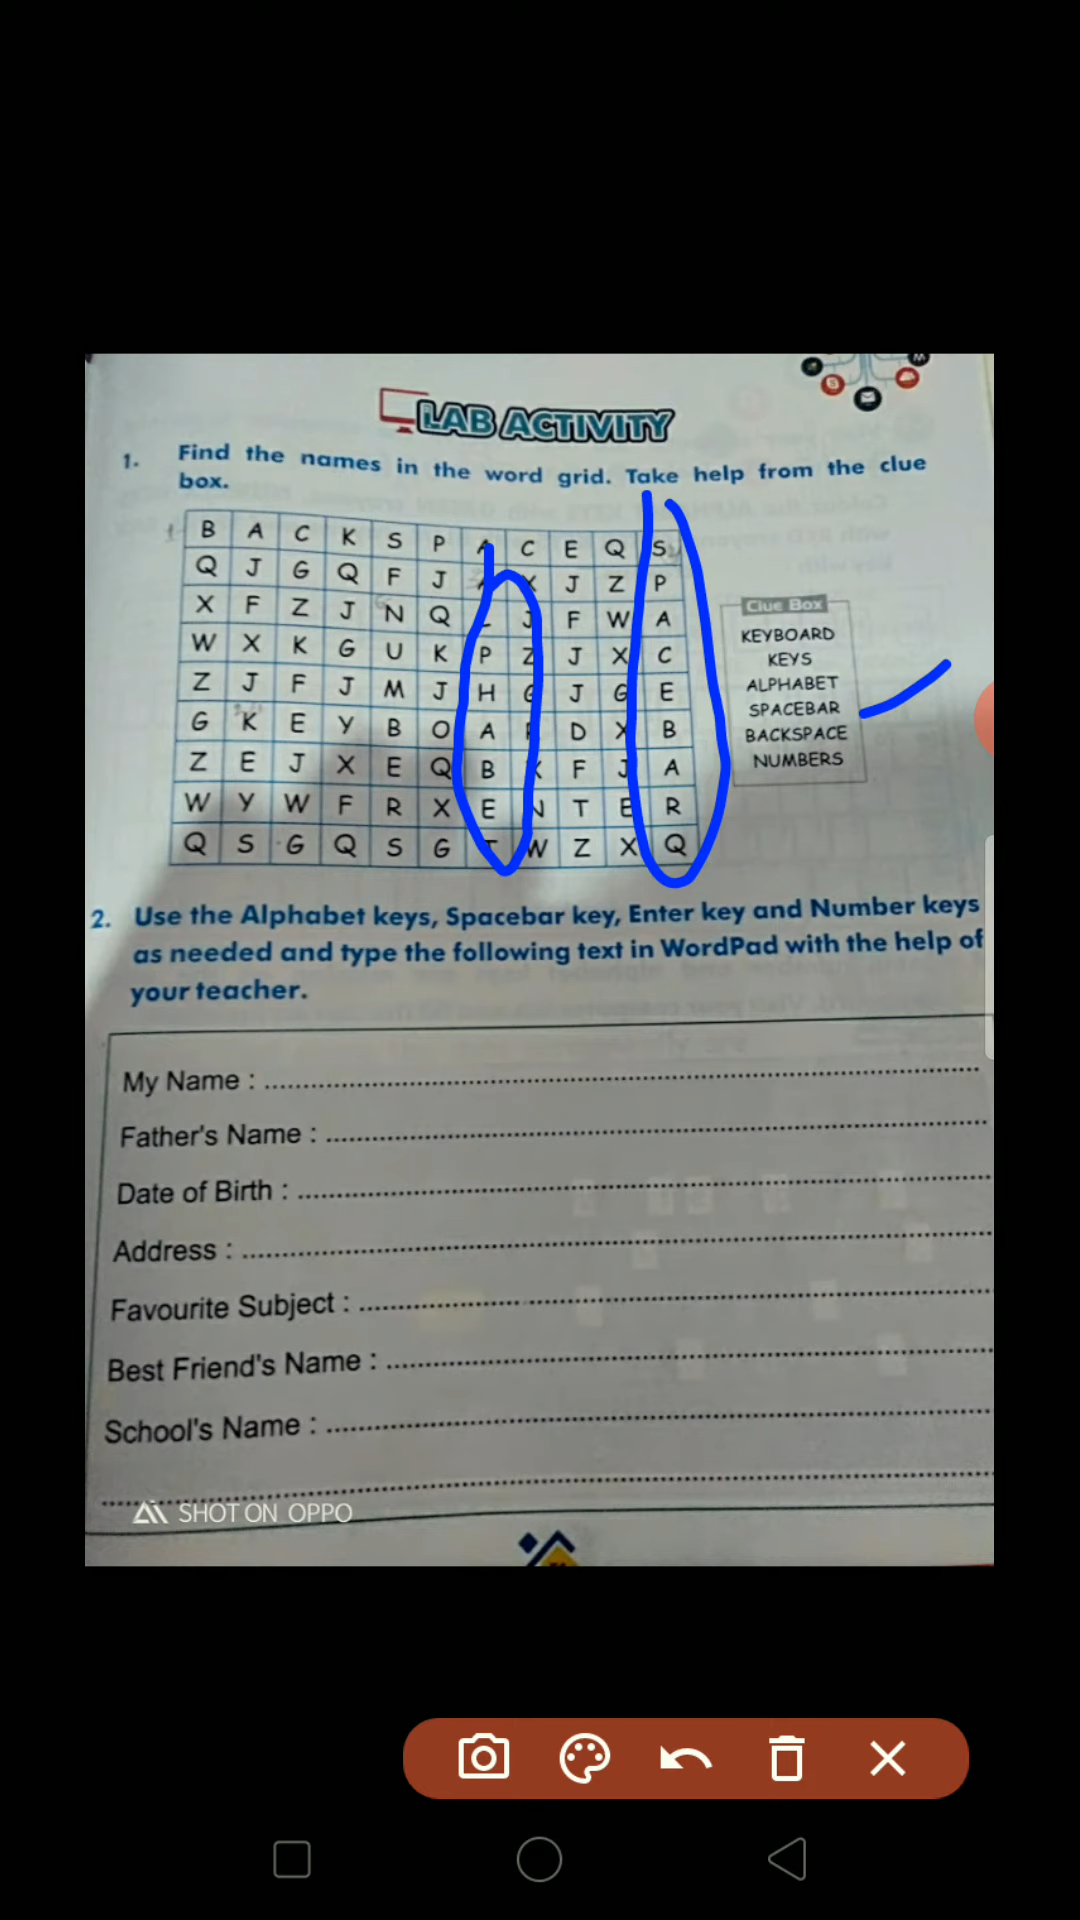 LAB ACTIVITY
1. Find the names in the word grid. Take help from the clue
box.
B A C K S P A C E Q S
Q J G Q F J A X J Z P
X F Z J N Q L J F W A
W X K G U K P Z J X C
Z J F J M J H G J G E
G K E Y B O A R D X B
Z E J X E Q B K F J A
W Y W F R X E N T E R
Q S G Q S G T W Z X Q
Clue Box
KEYBOARD
KEYS
ALPHABET
SPACEBAR
BACKSPACE
NUMBERS
2. Use the Alphabet keys, Spacebar key, Enter key and Number keys
as needed and type the following text in WordPad with the help of
your teacher.
My Name :
Father's Name :
Date of Birth :
Address :
Favourite Subject :
Best Friend's Name :
School's Name :
SHOT ON OPPO